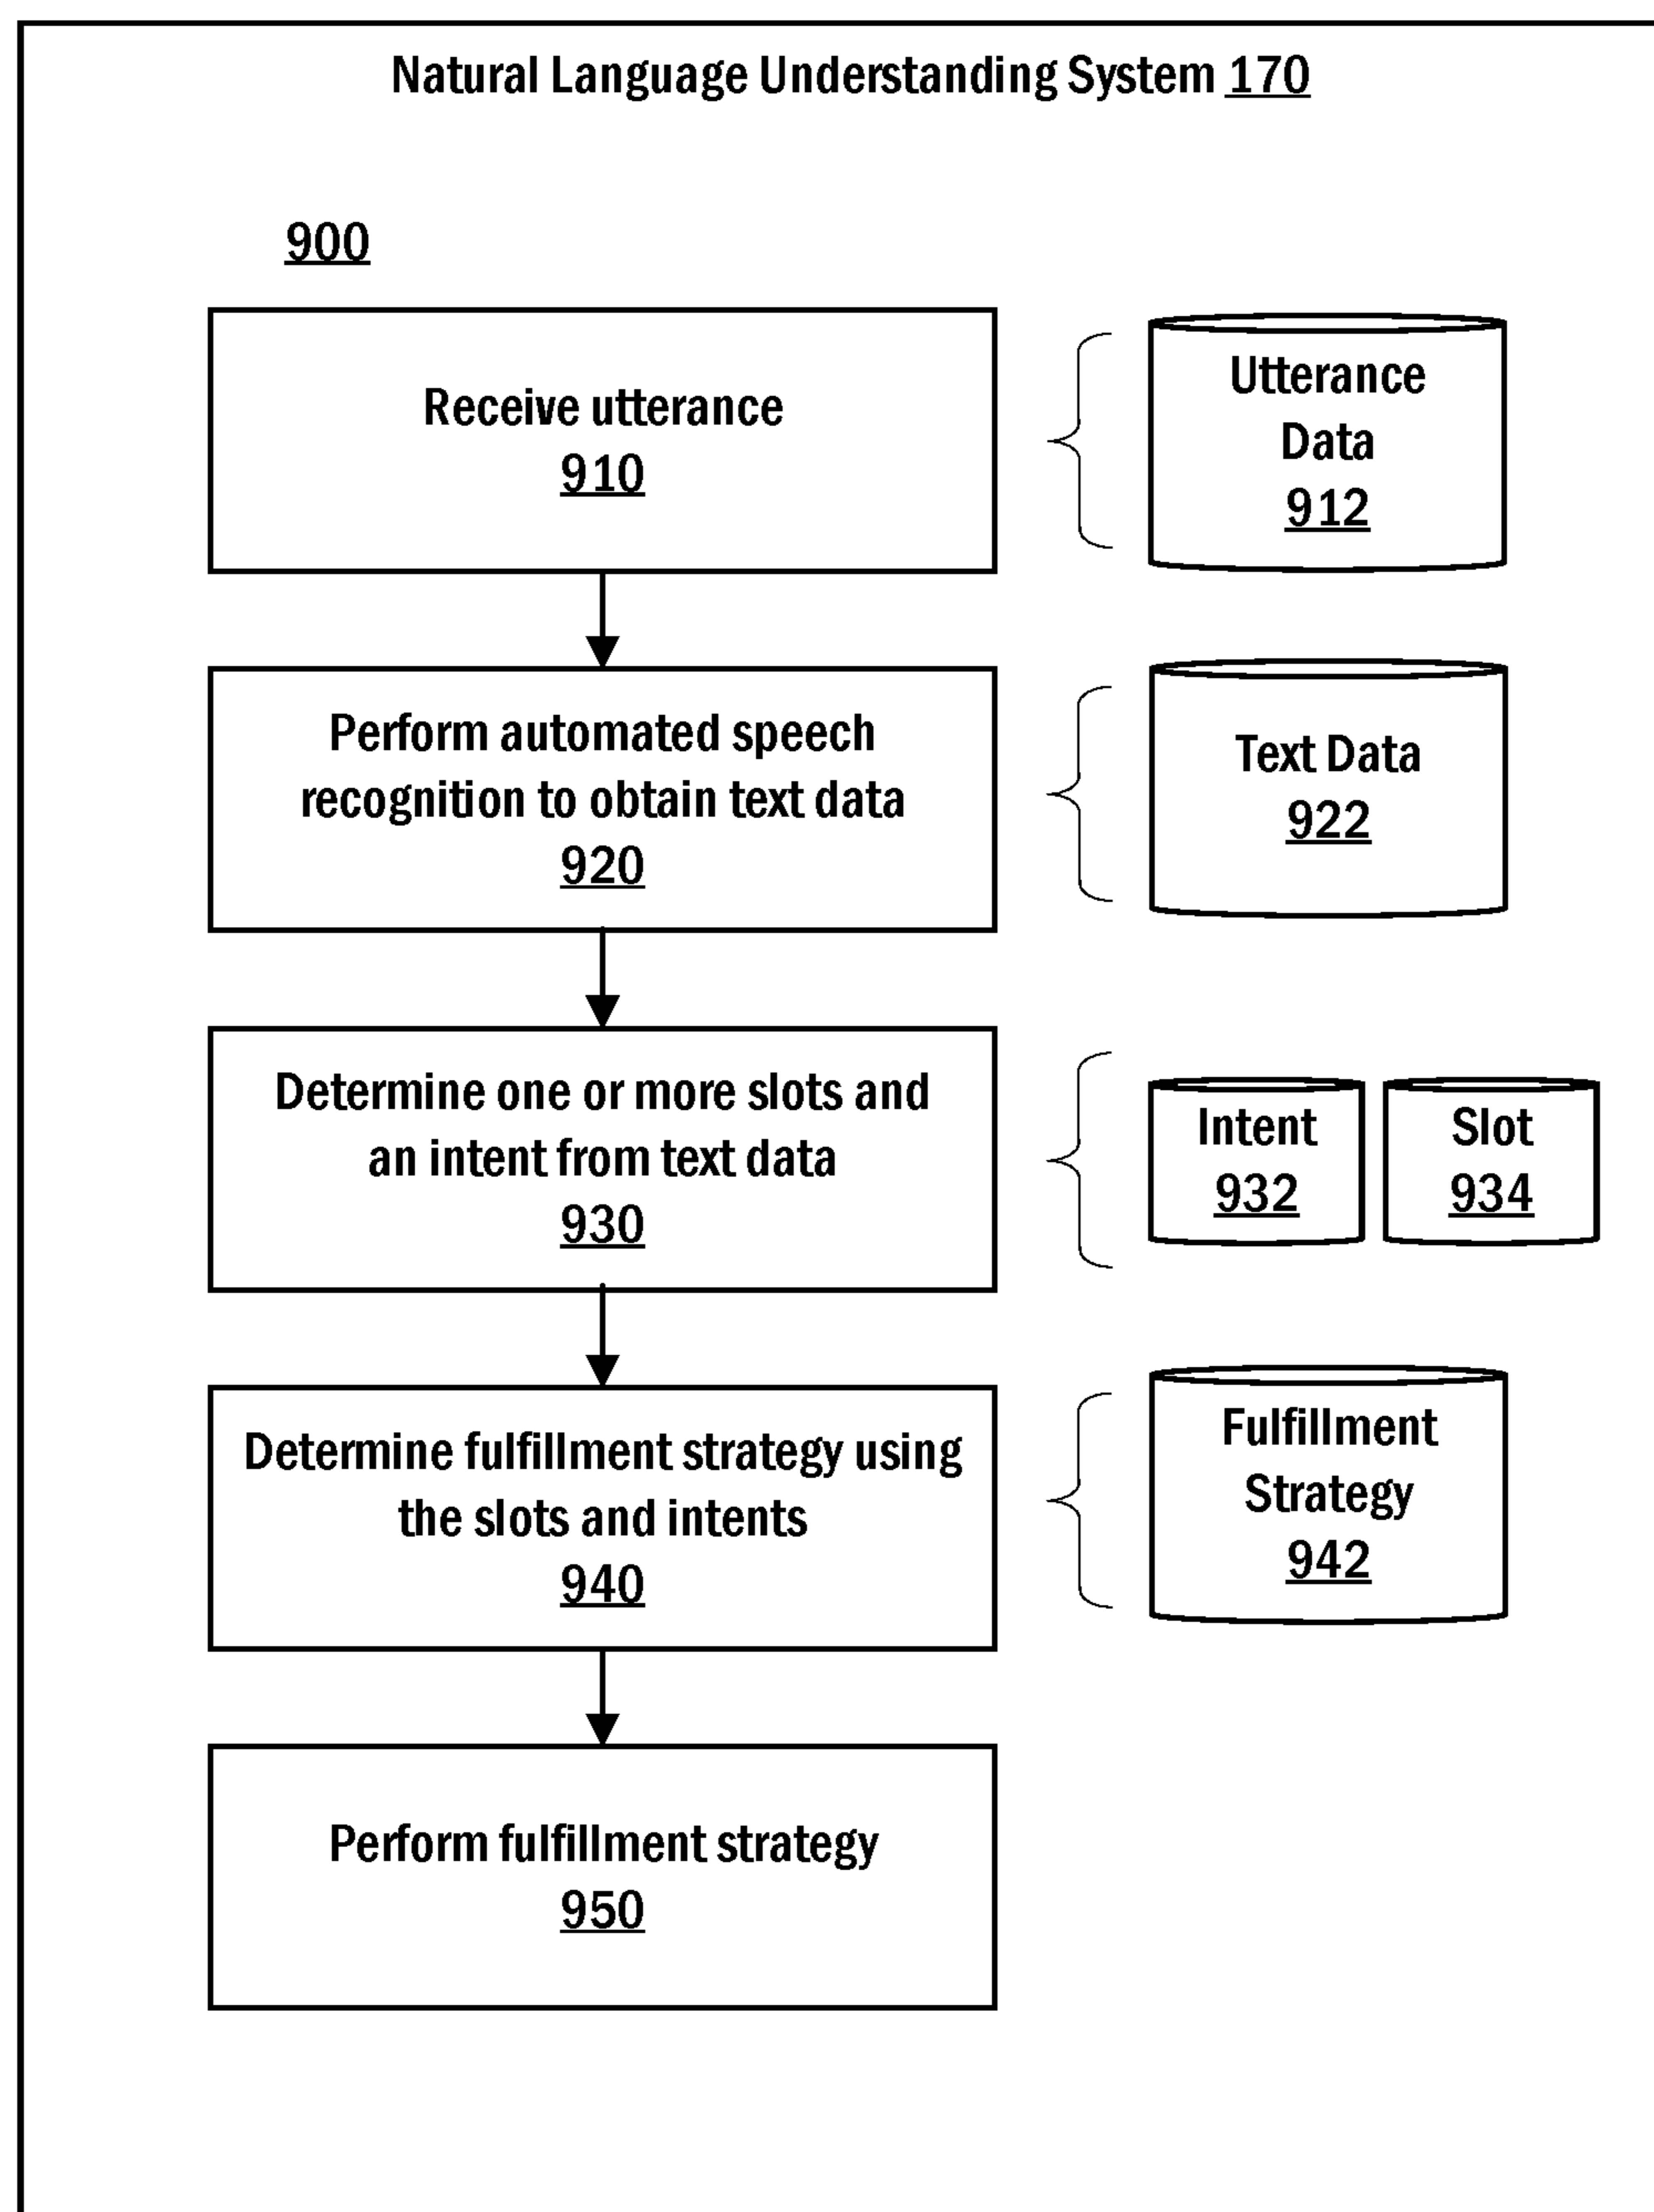 Natural Language Understanding System 170
900
Receive utterance
910
Utterance
Data
912
Perform automated speech
recognition to obtain text data
920
Text Data
922
Determine one or more slots and
an intent from text data
930
Intent
932
Slot
934
Determine fulfillment strategy using
the slots and intents
940
Fulfillment
Strategy
942
Perform fulfillment strategy
950